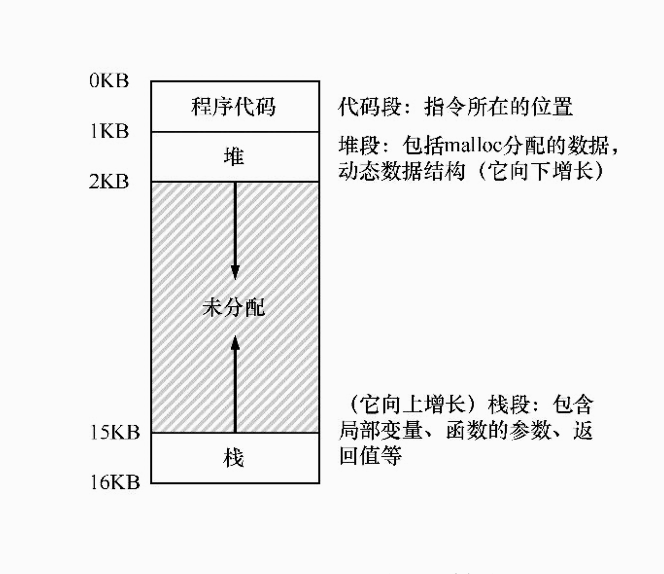 0KB
程序代码
代码段：指令所在的位置
1KB
堆
堆段：包括malloc分配的数据，
动态数据结构（它向下增长）
2KB
未分配
15KB
（它向上增长）栈段：包含
局部变量、函数的参数、返
回值等
栈
16KB